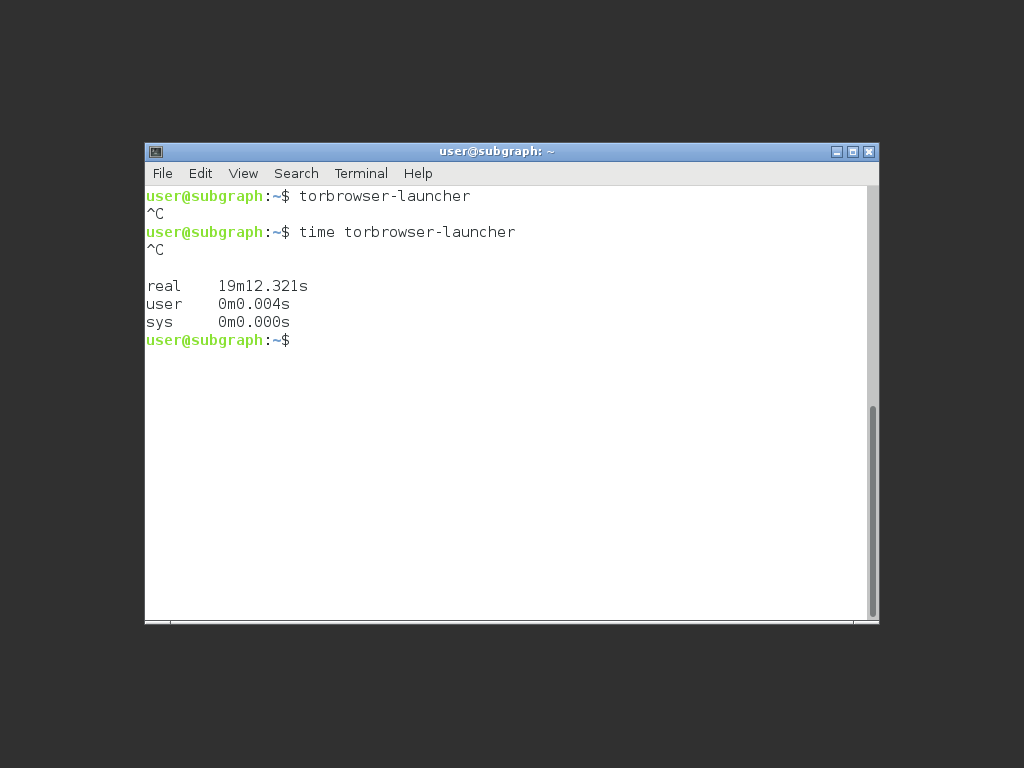 user@subgraph: ~
File Edit View Search Terminal Help
user@subgraph:~$ torbrowser-launcher
^C
user@subgraph:~$ time torbrowser-launcher
^C
real 19m12.321s
user 0m0.004s
sys 0m0.000s
user@subgraph:~$